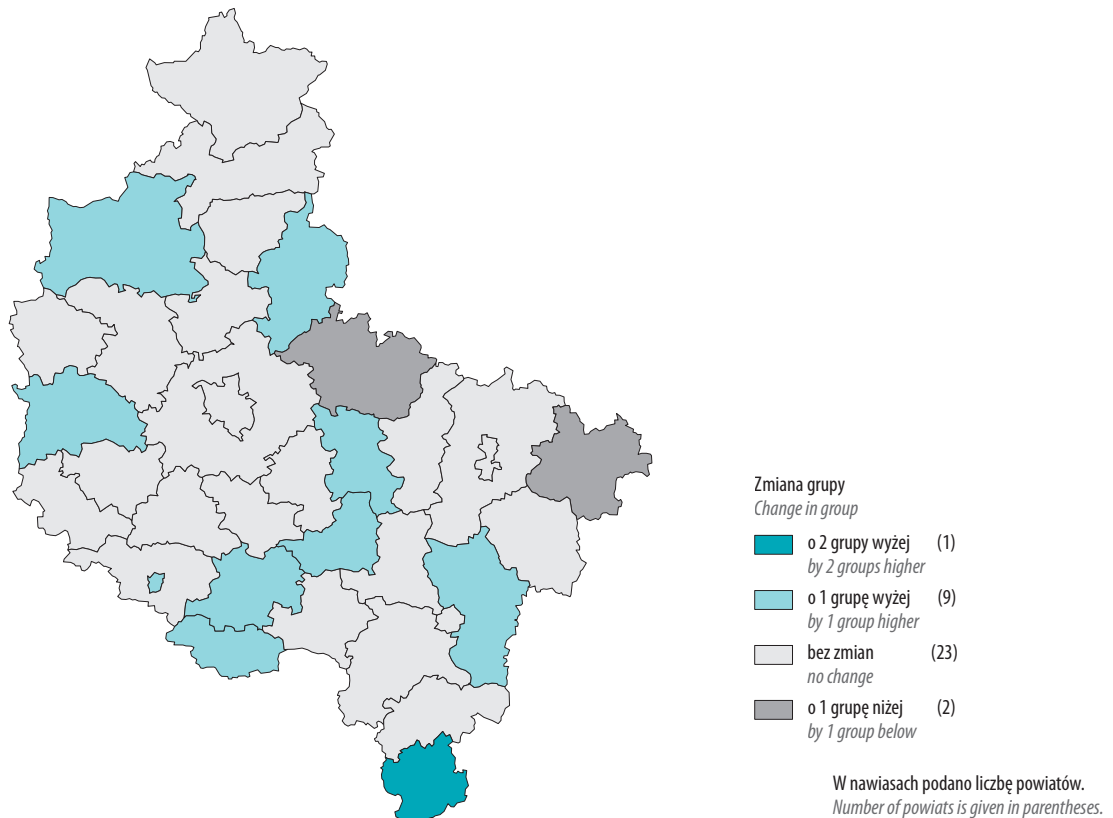 Zmiana grupy
Change in group
o 2 grupy wyżej (1)
by 2 groups higher
o 1 grupę wyżej (9)
by 1 group higher
bez zmian (23)
no change
o 1 grupę niżej (2)
by 1 group below
W nawiasach podano liczbę powiatów.
Number of powiats is given in parentheses.